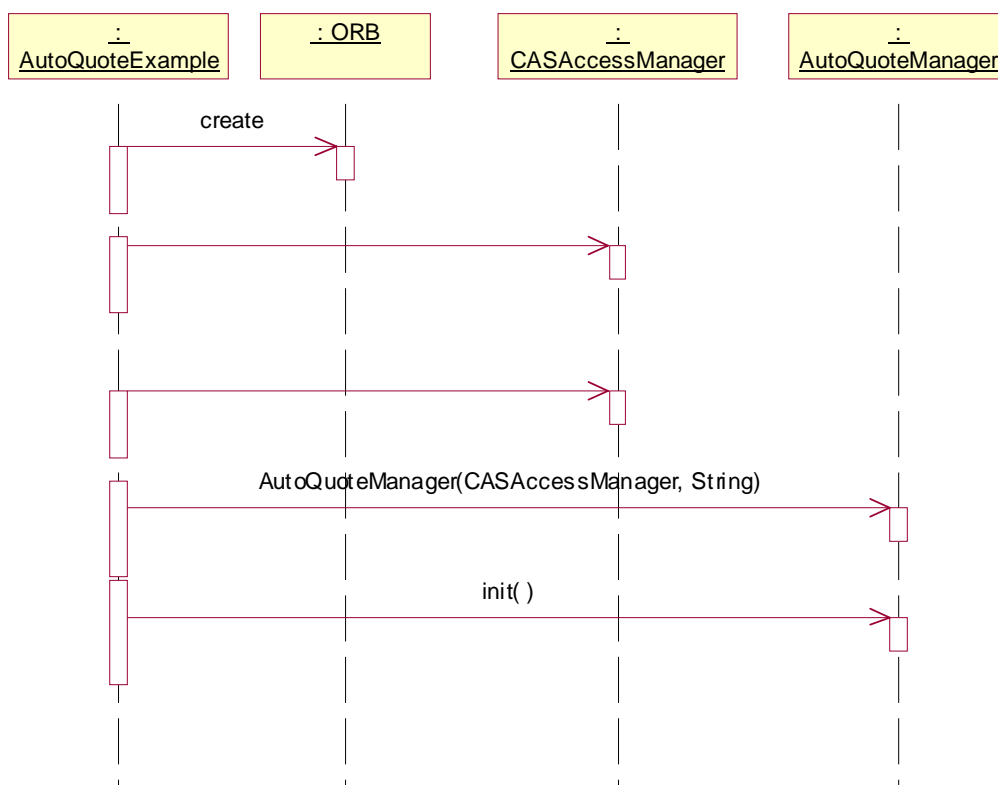 :
AutoQuoteExample
: ORB
:
CASAccessManager
:
AutoQuoteManager
create
AutoQuoteManager(CASAccessManager, String)
init( )